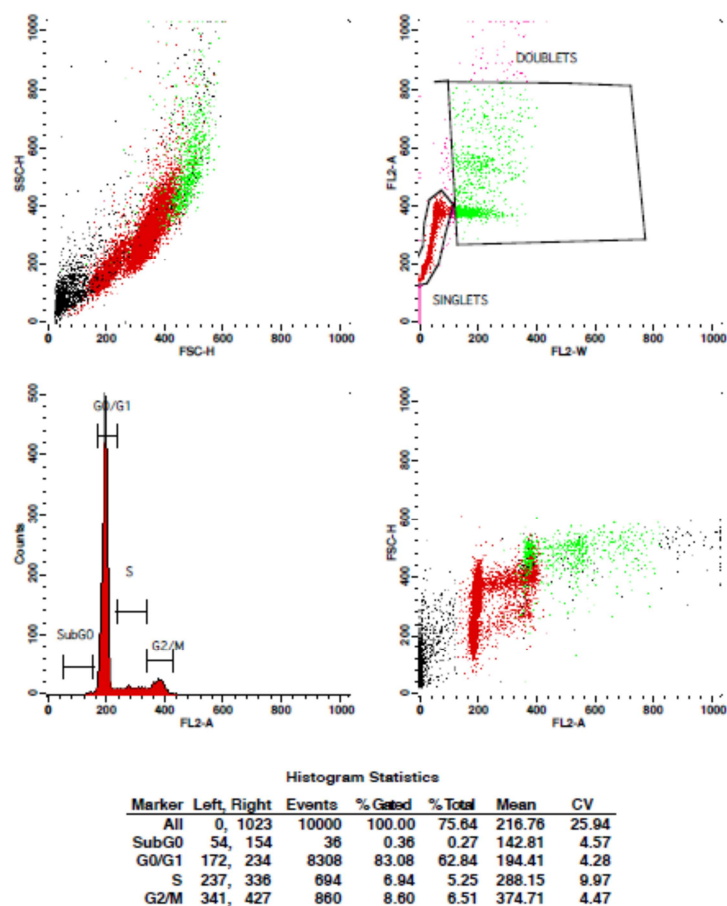 1000
800
600
400
200
0
SSC-H
0 200 400 600 800 1000
FSC-H
1000
800
600
400
200
0
FL2-A
DOUBLETS
SINGLETS
0 200 400 600 800 1000
FL2-W
500
400
300
200
100
0
Counts
G0/G1
S
SubG0
G2/M
0 200 400 600 800 1000
FL2-A
1000
800
600
400
200
0
FSC-H
0 200 400 600 800 1000
FL2-A
Histogram Statistics
Marker Left, Right Events % Gated % Total Mean CV
All 0, 1023 10000 100.00 75.64 216.76 25.94
SubG0 54, 154 36 0.36 0.27 142.81 4.57
G0/G1 172, 234 8308 83.08 62.84 194.41 4.28
S 237, 336 694 6.94 5.25 288.15 9.97
G2/M 341, 427 860 8.60 6.51 374.71 4.47